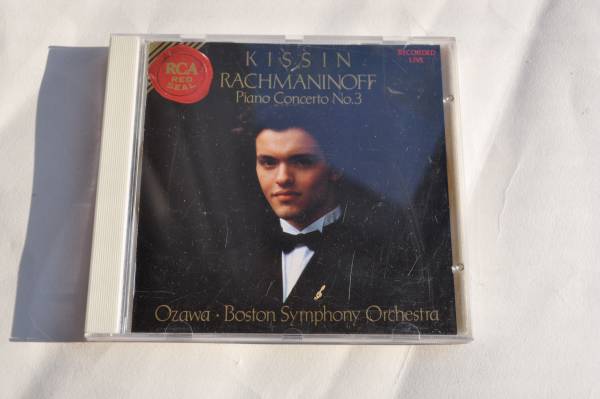 RCA
RED
SEAL
KISSIN
RACHMANINOFF
Piano Concerto No.3
RECORDED
LIVE
Ozawa · Boston Symphony Orchestra